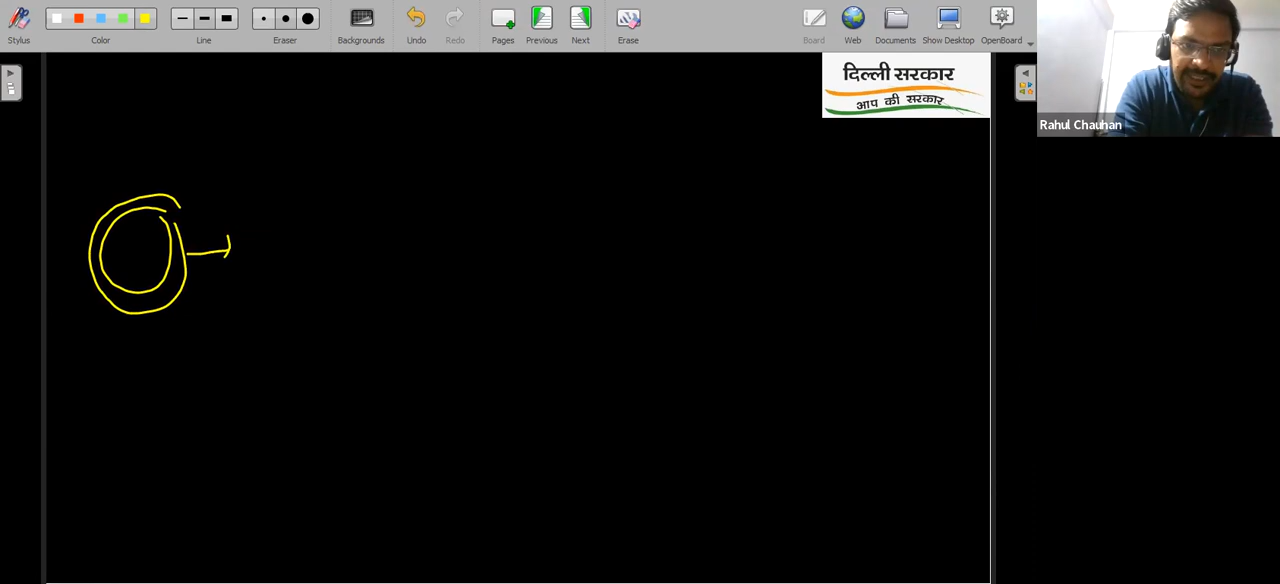 Stylus
Color
Line
Eraser
Backgrounds
Undo
Redo
Pages
Previous
Next
Erase
Board
Web
Documents
Show Desktop
OpenBoard
दिल्ली सरकार
आप की सरकार
Rahul Chauhan